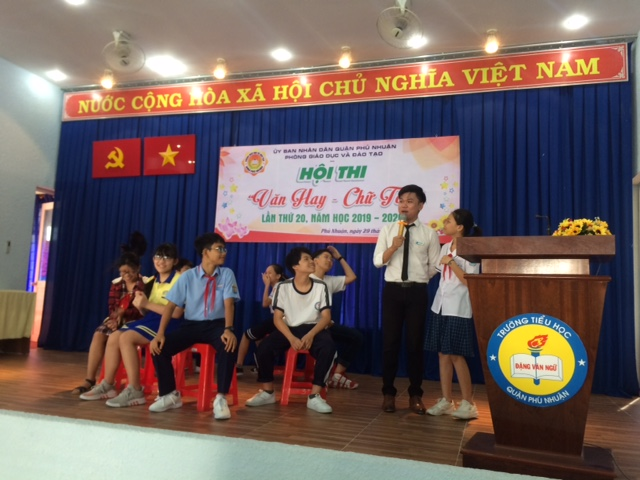 NƯỚC CỘNG HÒA XÃ HỘI CHỦ NGHĨA VIỆT NAM
ỦY BAN NHÂN DÂN QUẬN PHÚ NHUẬN
PHÒNG GIÁO DỤC VÀ ĐÀO TẠO
HỘI THI
"Văn Hay - Chữ
LẦN THỨ 20, NĂM HỌC 2019 -
Phú Nhuận, ngày 29
TRƯỜNG TIỂU HỌC
ĐẶNG VĂN NGỮ
QUẬN PHÚ NHUẬN